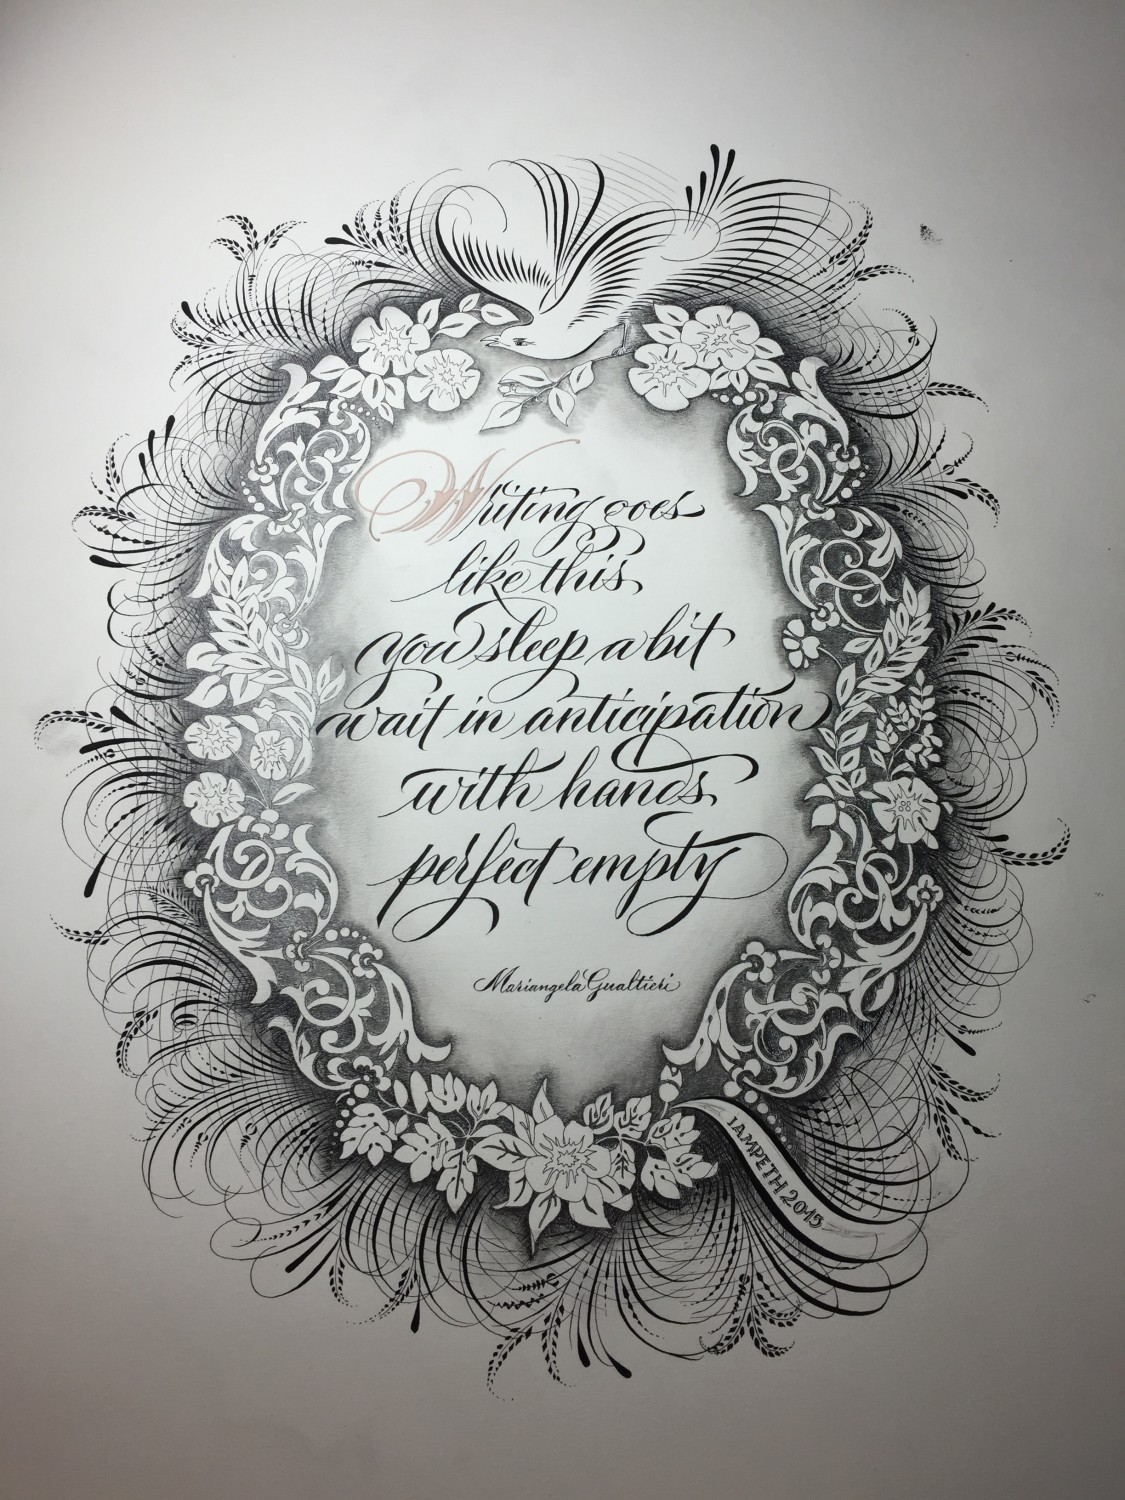 Writing goes
like this
you sleep a bit
wait in anticipation
with hands
perfect empty
Mariangela Gualtieri
IAMPETH 2015